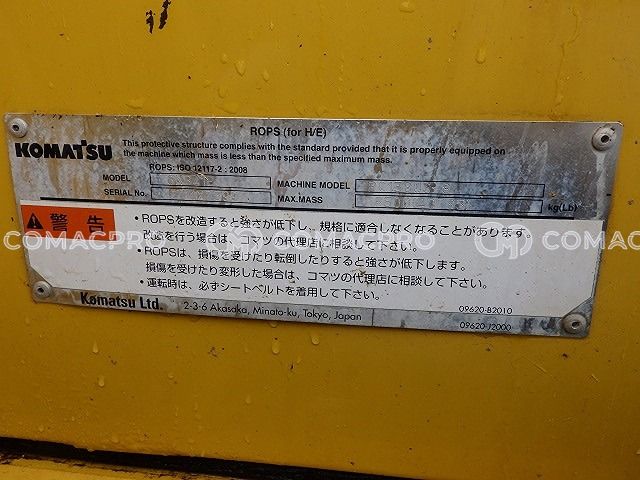 ROPS (for H/E)
KOMATSU
This protective structure complies with the standard provided that it is properly equipped on
the machine which mass is less than the specified maximum mass.
ROPS: ISO 12117-2 : 2008
MODEL
MACHINE MODEL
SERIAL No.
MAX.MASS
kg(Lb)
警告
・ROPSを改造すると強さが低下し、規格に適合しなくなることがあります。
改造を行う場合は、コマツの代理店に相談して下さい。
・ROPSは、損傷を受けたり転倒したりすると強さが低下します。
損傷を受けたり変形した場合は、コマツの代理店に相談して下さい。
・運転時は、必ずシートベルトを着用して下さい。
Komatsu Ltd.
2-3-6 Akasaka, Minato-ku, Tokyo, Japan
09620-B2010
09620-J2000
COMACPRO
COMACPRO
COMACPRO